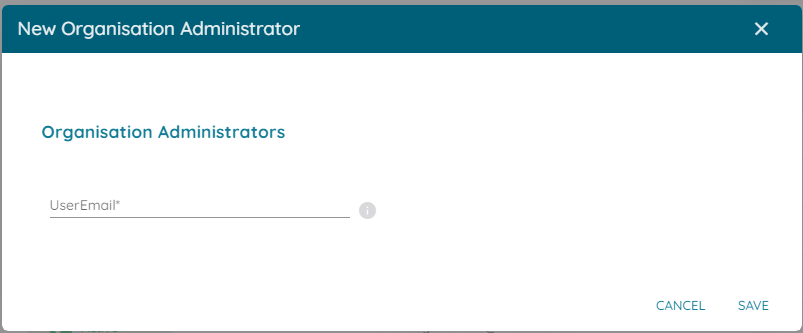 New Organisation Administrator
Organisation Administrators
UserEmail*
CANCEL SAVE